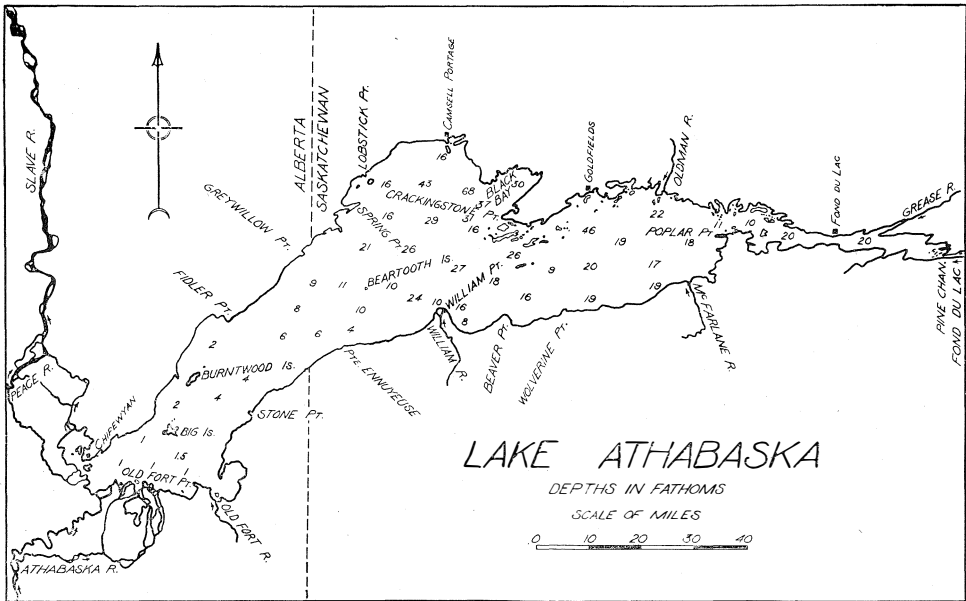 SLAVE R.
ALBERTA
SASKATCHEWAN
LOBSTICK PT.
CAMSELL PORTAGE
GOLDFIELDS
OLDMAN R.
FOND DU LAC
GREASE R.
GREYWILLOW PT.
FIDLER PT.
SPRING PT.
CRACKINGSTONE PT.
BLACK BAY
POPLAR PT
BEARTOOTH IS.
WILLIAM PT.
WILLIAM R.
BEAVER PT.
WOLVERINE PT.
McFARLANE R.
PINE CHAN.
FOND DU LAC
PTE ENNUYEUSE
BURNTWOOD IS.
STONE PT.
BIG IS.
CHIPEWYAN
PEACE R.
OLD FORT PT.
OLD FORT R.
ATHABASKA R.
16
16 43 68 50
37
16 29 37 16
21 26
46 19 22 18 11 10 20 20
26
9 11 10 27 18 9 20 17
8 10 24 10 16 16 19 19
6 6 4 8
2
4
4
2
1
1.5
1 1 1
LAKE ATHABASKA
DEPTHS IN FATHOMS
SCALE OF MILES
0 10 20 30 40